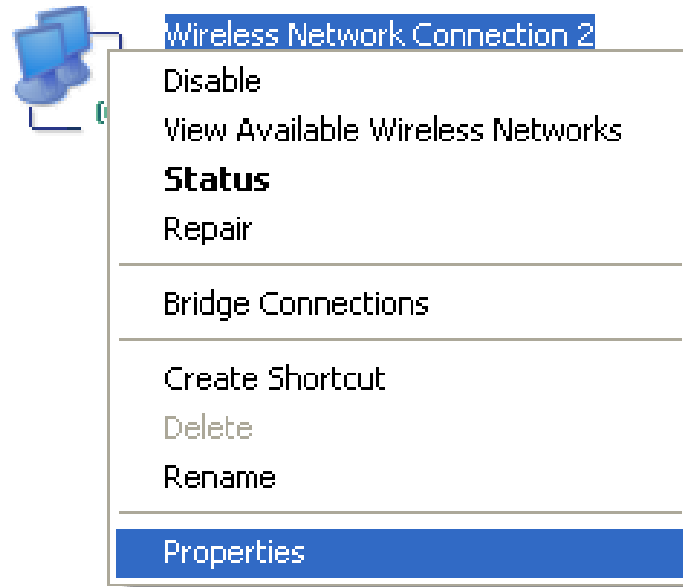 Wireless Network Connection 2
Disable
View Available Wireless Networks
Status
Repair
Bridge Connections
Create Shortcut
Delete
Rename
Properties